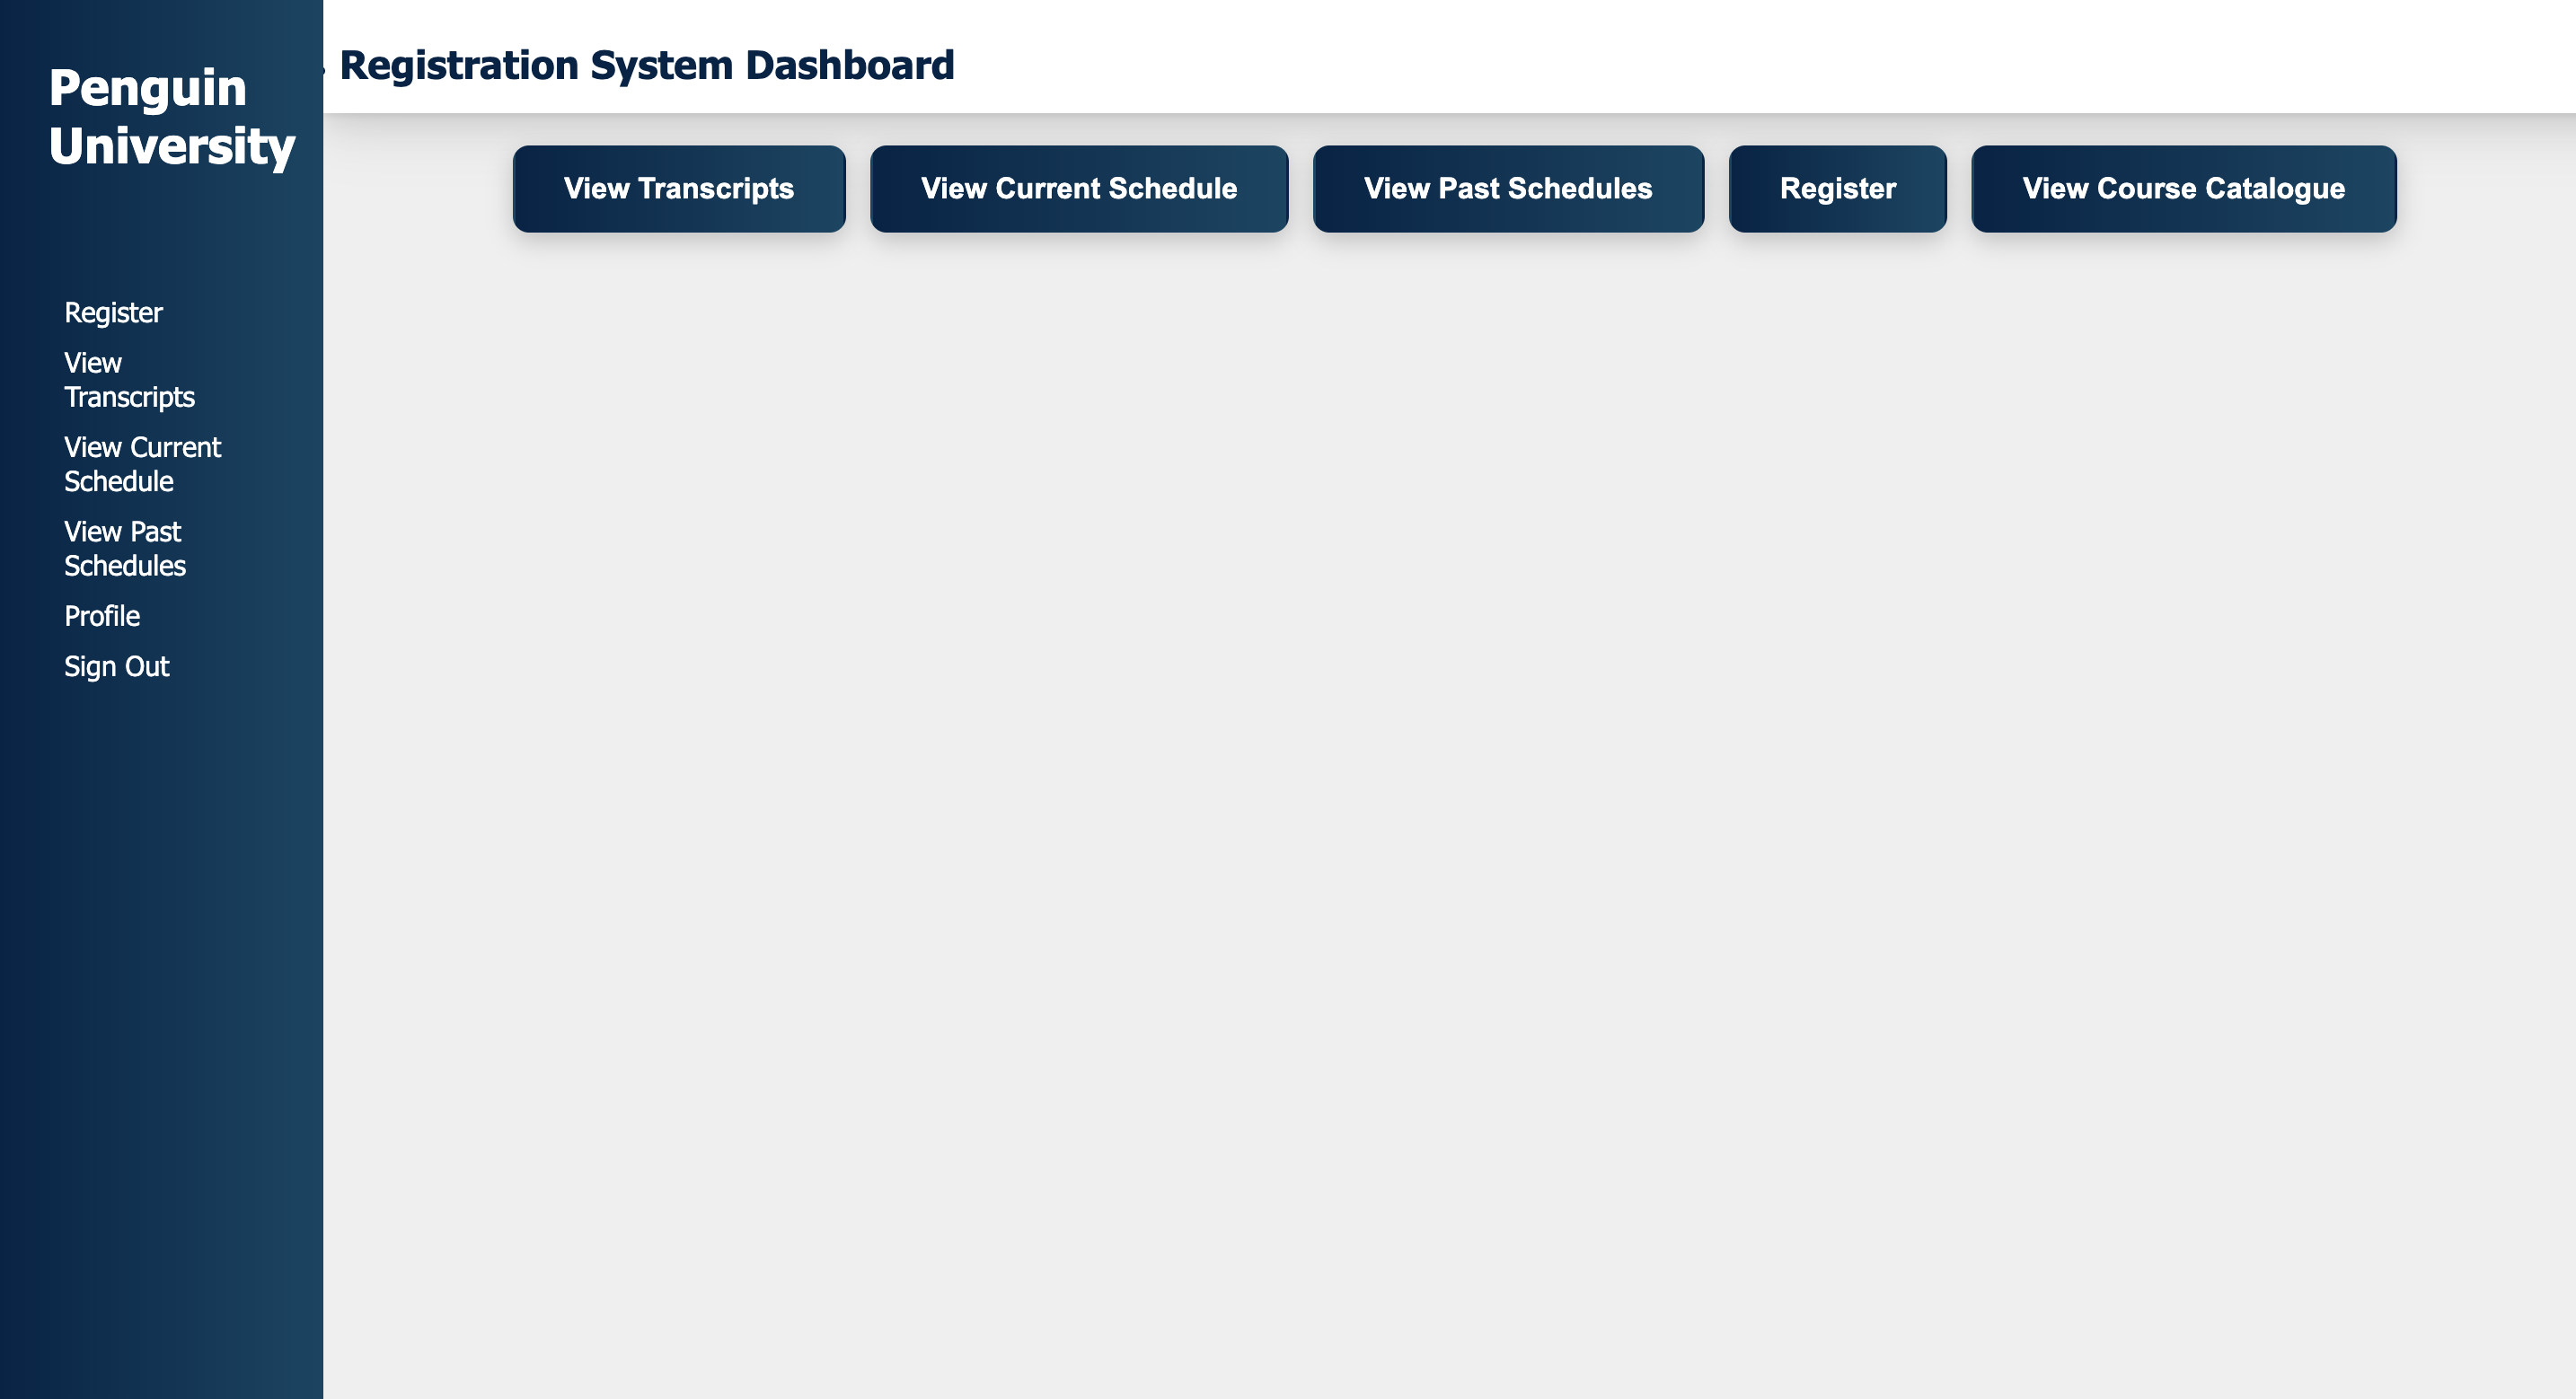 Penguin
University
Register
View
Transcripts
View Current
Schedule
View Past
Schedules
Profile
Sign Out
Registration System Dashboard
View Transcripts
View Current Schedule
View Past Schedules
Register
View Course Catalogue